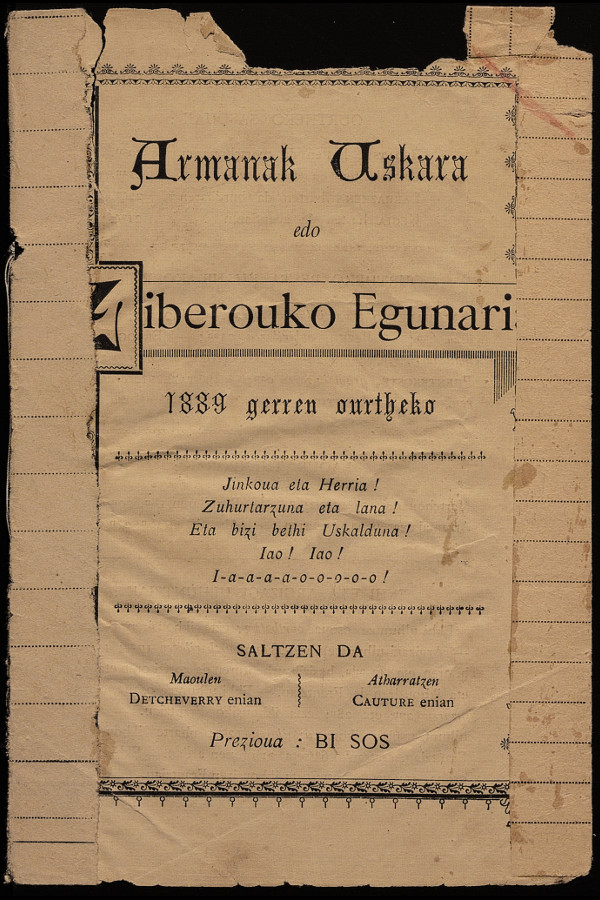 Armanak Uskara
edo
Ziberouko Egunaria
1889 gerren ourtheko
Jinkoua eta Herria !
Zuhurtarzuna eta lana !
Eta bizi bethi Uskalduna !
Iao ! Iao !
I-a-a-a-a-o-o-o-o-o !
SALTZEN DA
Maoulen
DETCHEVERRY enian
Atharratzen
CAUTURE enian
Prezioua : BI SOS